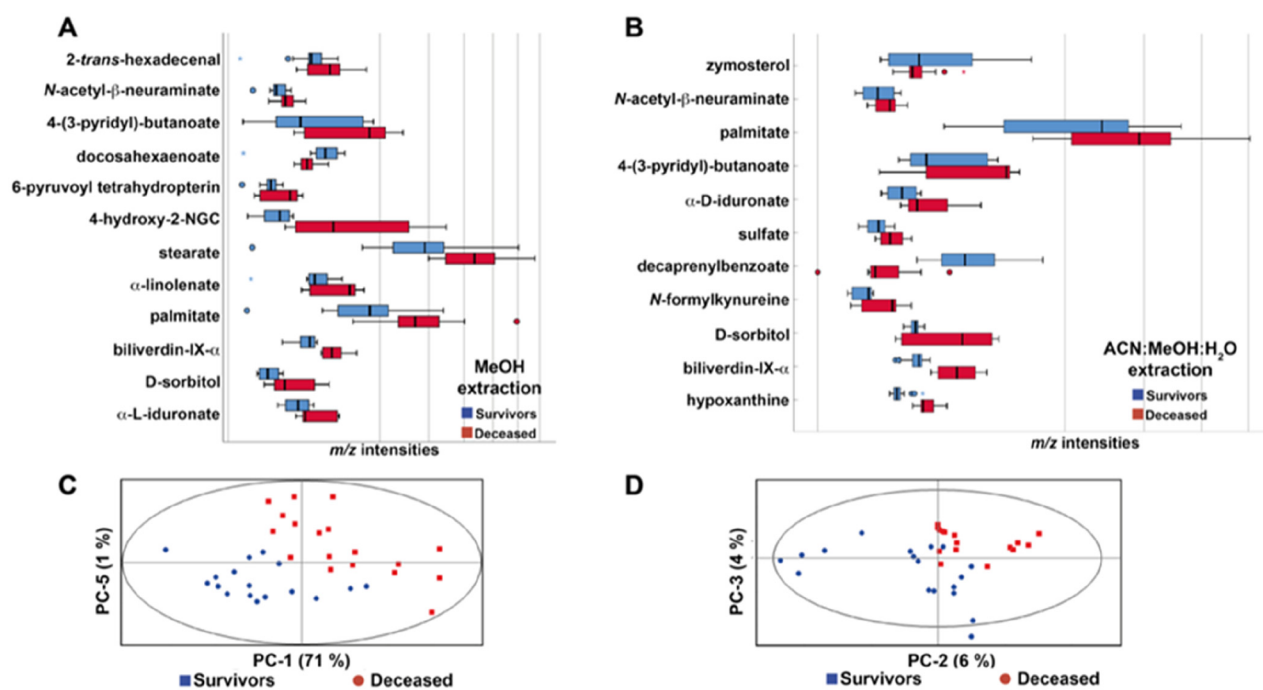 A
2-trans-hexadecenal
N-acetyl-β-neuraminate
4-(3-pyridyl)-butanoate
docosahexaenoate
6-pyruvoyl tetrahydropterin
4-hydroxy-2-NGC
stearate
α-linolenate
palmitate
biliverdin-IX-α
D-sorbitol
α-L-iduronate
MeOH
extraction
Survivors
Deceased
m/z intensities
B
zymosterol
N-acetyl-β-neuraminate
palmitate
4-(3-pyridyl)-butanoate
α-D-iduronate
sulfate
decaprenylbenzoate
N-formylkynureine
D-sorbitol
biliverdin-IX-α
hypoxanthine
ACN:MeOH:H₂O
extraction
Survivors
Deceased
m/z intensities
C
PC-5 (1 %)
PC-1 (71 %)
Survivors
Deceased
D
PC-3 (4 %)
PC-2 (6 %)
Survivors
Deceased